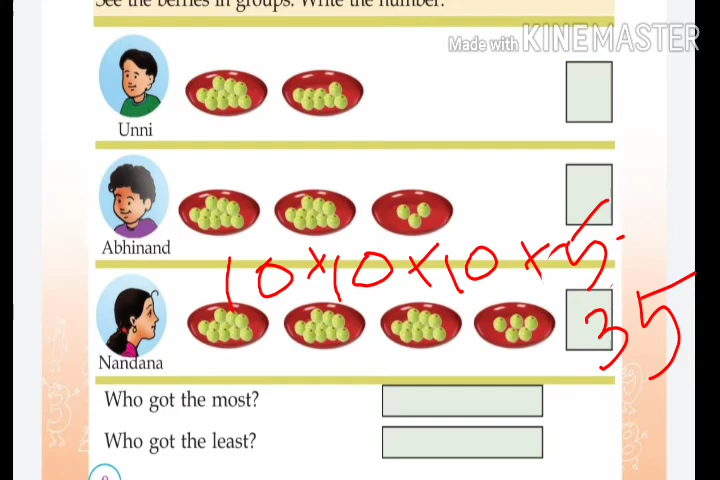 See the berries in groups. Write the number.
Made with KINEMASTER
Unni
Abhinand
10×10×10×5
35
Nandana
Who got the most?
Who got the least?